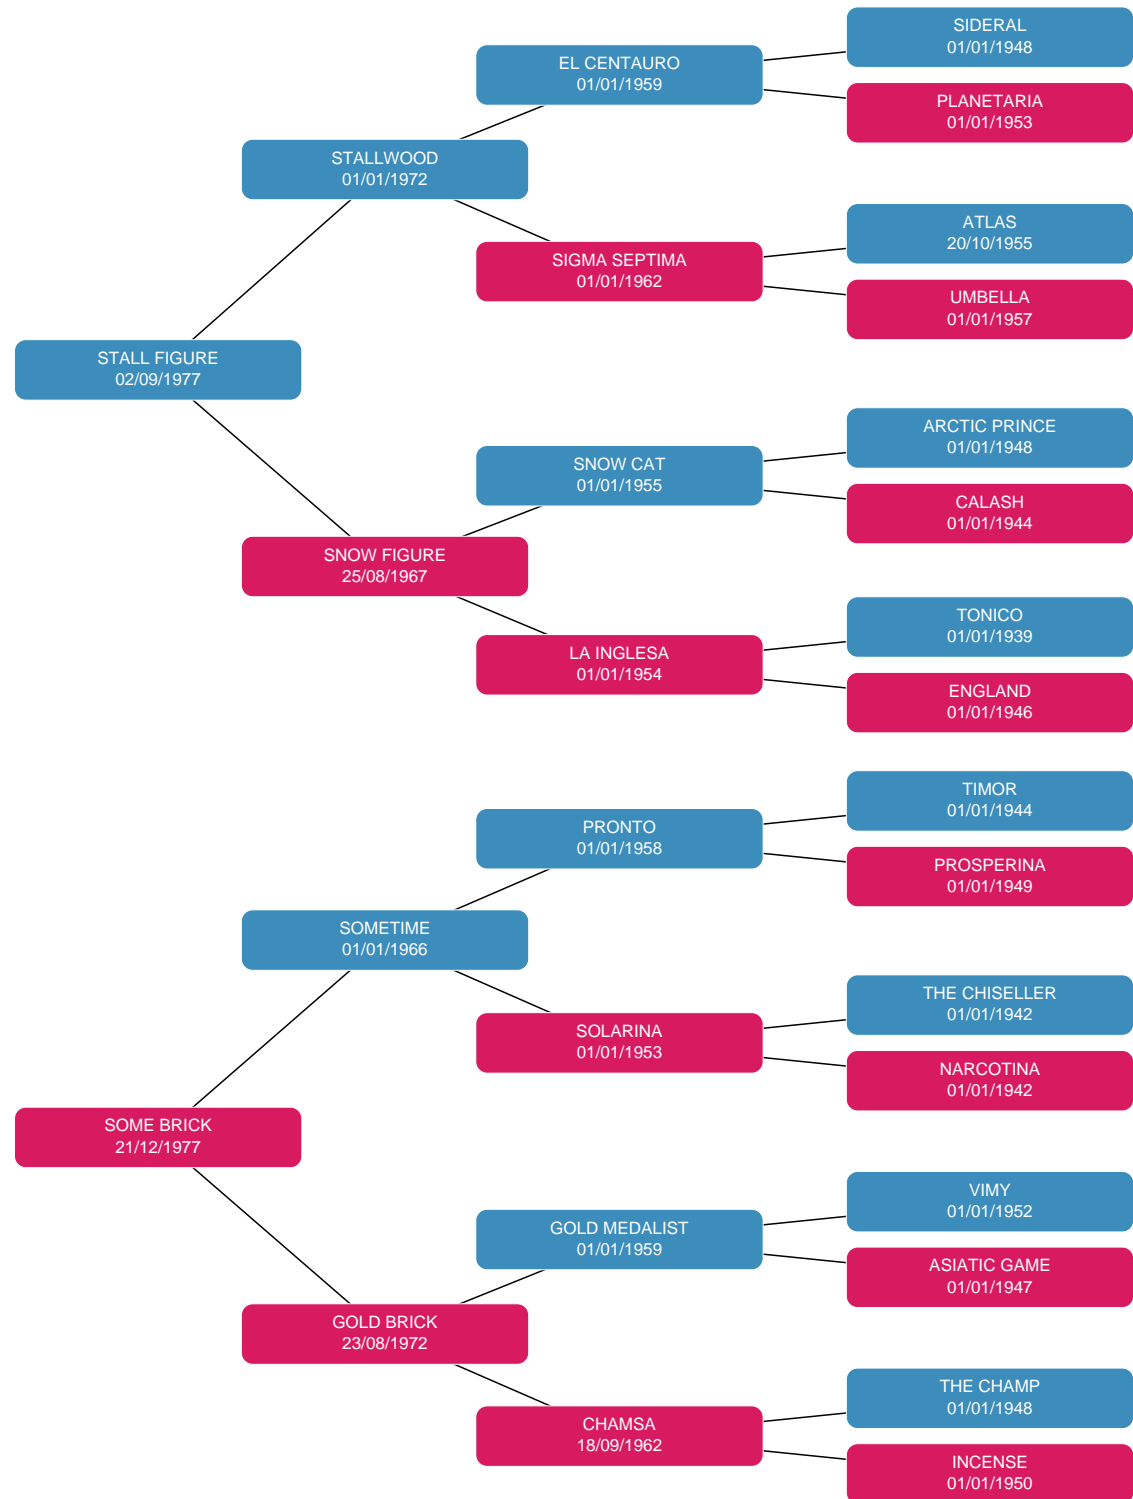 SIDERAL
01/01/1948
EL CENTAURO
01/01/1959
PLANETARIA
01/01/1953
STALLWOOD
01/01/1972
ATLAS
20/10/1955
SIGMA SEPTIMA
01/01/1962
UMBELLA
01/01/1957
STALL FIGURE
02/09/1977
ARCTIC PRINCE
01/01/1948
SNOW CAT
01/01/1955
CALASH
01/01/1944
SNOW FIGURE
25/08/1967
TONICO
01/01/1939
LA INGLESA
01/01/1954
ENGLAND
01/01/1946
TIMOR
01/01/1944
PRONTO
01/01/1958
PROSPERINA
01/01/1949
SOMETIME
01/01/1966
THE CHISELLER
01/01/1942
SOLARINA
01/01/1953
NARCOTINA
01/01/1942
SOME BRICK
21/12/1977
VIMY
01/01/1952
GOLD MEDALIST
01/01/1959
ASIATIC GAME
01/01/1947
GOLD BRICK
23/08/1972
THE CHAMP
01/01/1948
CHAMSA
18/09/1962
INCENSE
01/01/1950